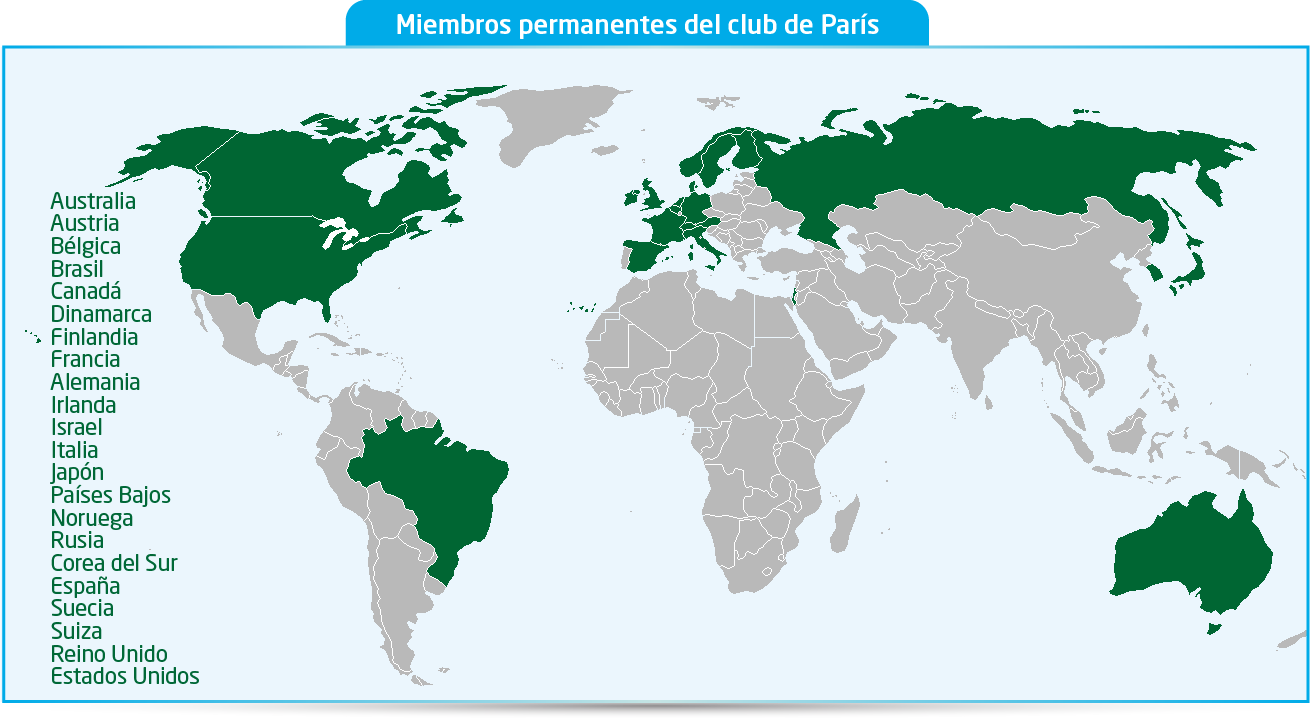 Miembros permanentes del club de París
Australia
Austria
Bélgica
Brasil
Canadá
Dinamarca
Finlandia
Francia
Alemania
Irlanda
Israel
Italia
Japón
Países Bajos
Noruega
Rusia
Corea del Sur
España
Suecia
Suiza
Reino Unido
Estados Unidos